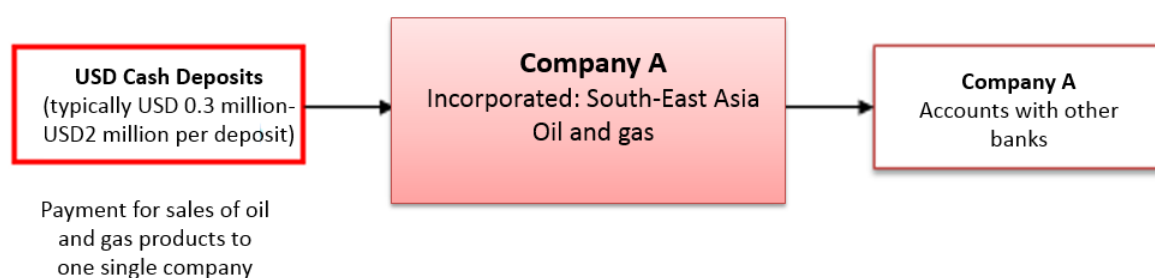 USD Cash Deposits
(typically USD 0.3 million-
USD2 million per deposit)
Payment for sales of oil
and gas products to
one single company
Company A
Incorporated: South-East Asia
Oil and gas
Company A
Accounts with other
banks